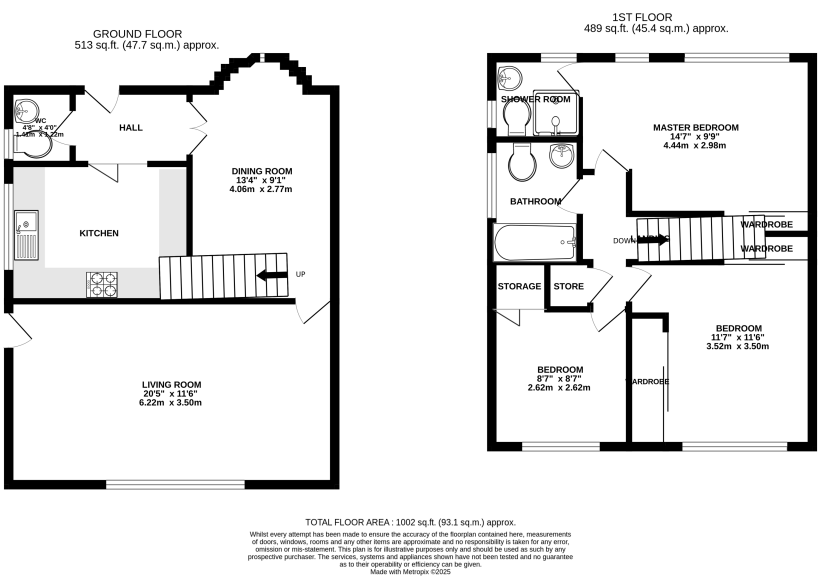 GROUND FLOOR
513 sq.ft. (47.7 sq.m.) approx.
1ST FLOOR
489 sq.ft. (45.4 sq.m.) approx.
WC
4'8" x 4'0"
1.41m x 1.22m
HALL
DINING ROOM
13'4" x 9'1"
4.06m x 2.77m
KITCHEN
UP
LIVING ROOM
20'5" x 11'6"
6.22m x 3.50m
SHOWER ROOM
MASTER BEDROOM
14'7" x 9'9"
4.44m x 2.98m
BATHROOM
WARDROBE
DOWN
WARDROBE
STORAGE
STORE
BEDROOM
11'7" x 11'6"
3.52m x 3.50m
BEDROOM
8'7" x 8'7"
2.62m x 2.62m
WARDROBE
TOTAL FLOOR AREA : 1002 sq.ft. (93.1 sq.m.) approx.
Whilst every attempt has been made to ensure the accuracy of the floorplan contained here, measurements
of doors, windows, rooms and any other items are approximate and no responsibility is taken for any error,
omission or mis-statement. This plan is for illustrative purposes only and should be used as such by any
prospective purchaser. The services, systems and appliances shown have not been tested and no guarantee
as to their operability or efficiency can be given.
Made with Metropix ©2025